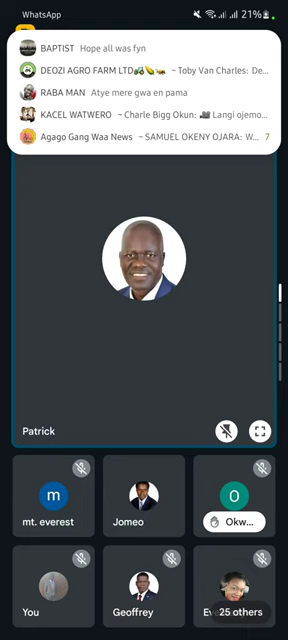 WhatsApp 21%
BAPTIST Hope all was fyn
DEOZI AGRO FARM LTD🚜🌽🐝 ~ Toby Van Charles: De...
RABA MAN Atye mere gwa en pama
KACEL WATWERO ~ Charle Bigg Okun: 🎥 Langi ojemo...
Agago Gang Waa News ~ SAMUEL OKENY OJARA: W... 7
Patrick
m O
mt. everest Jomeo Okw...
You Geoffrey 25 others